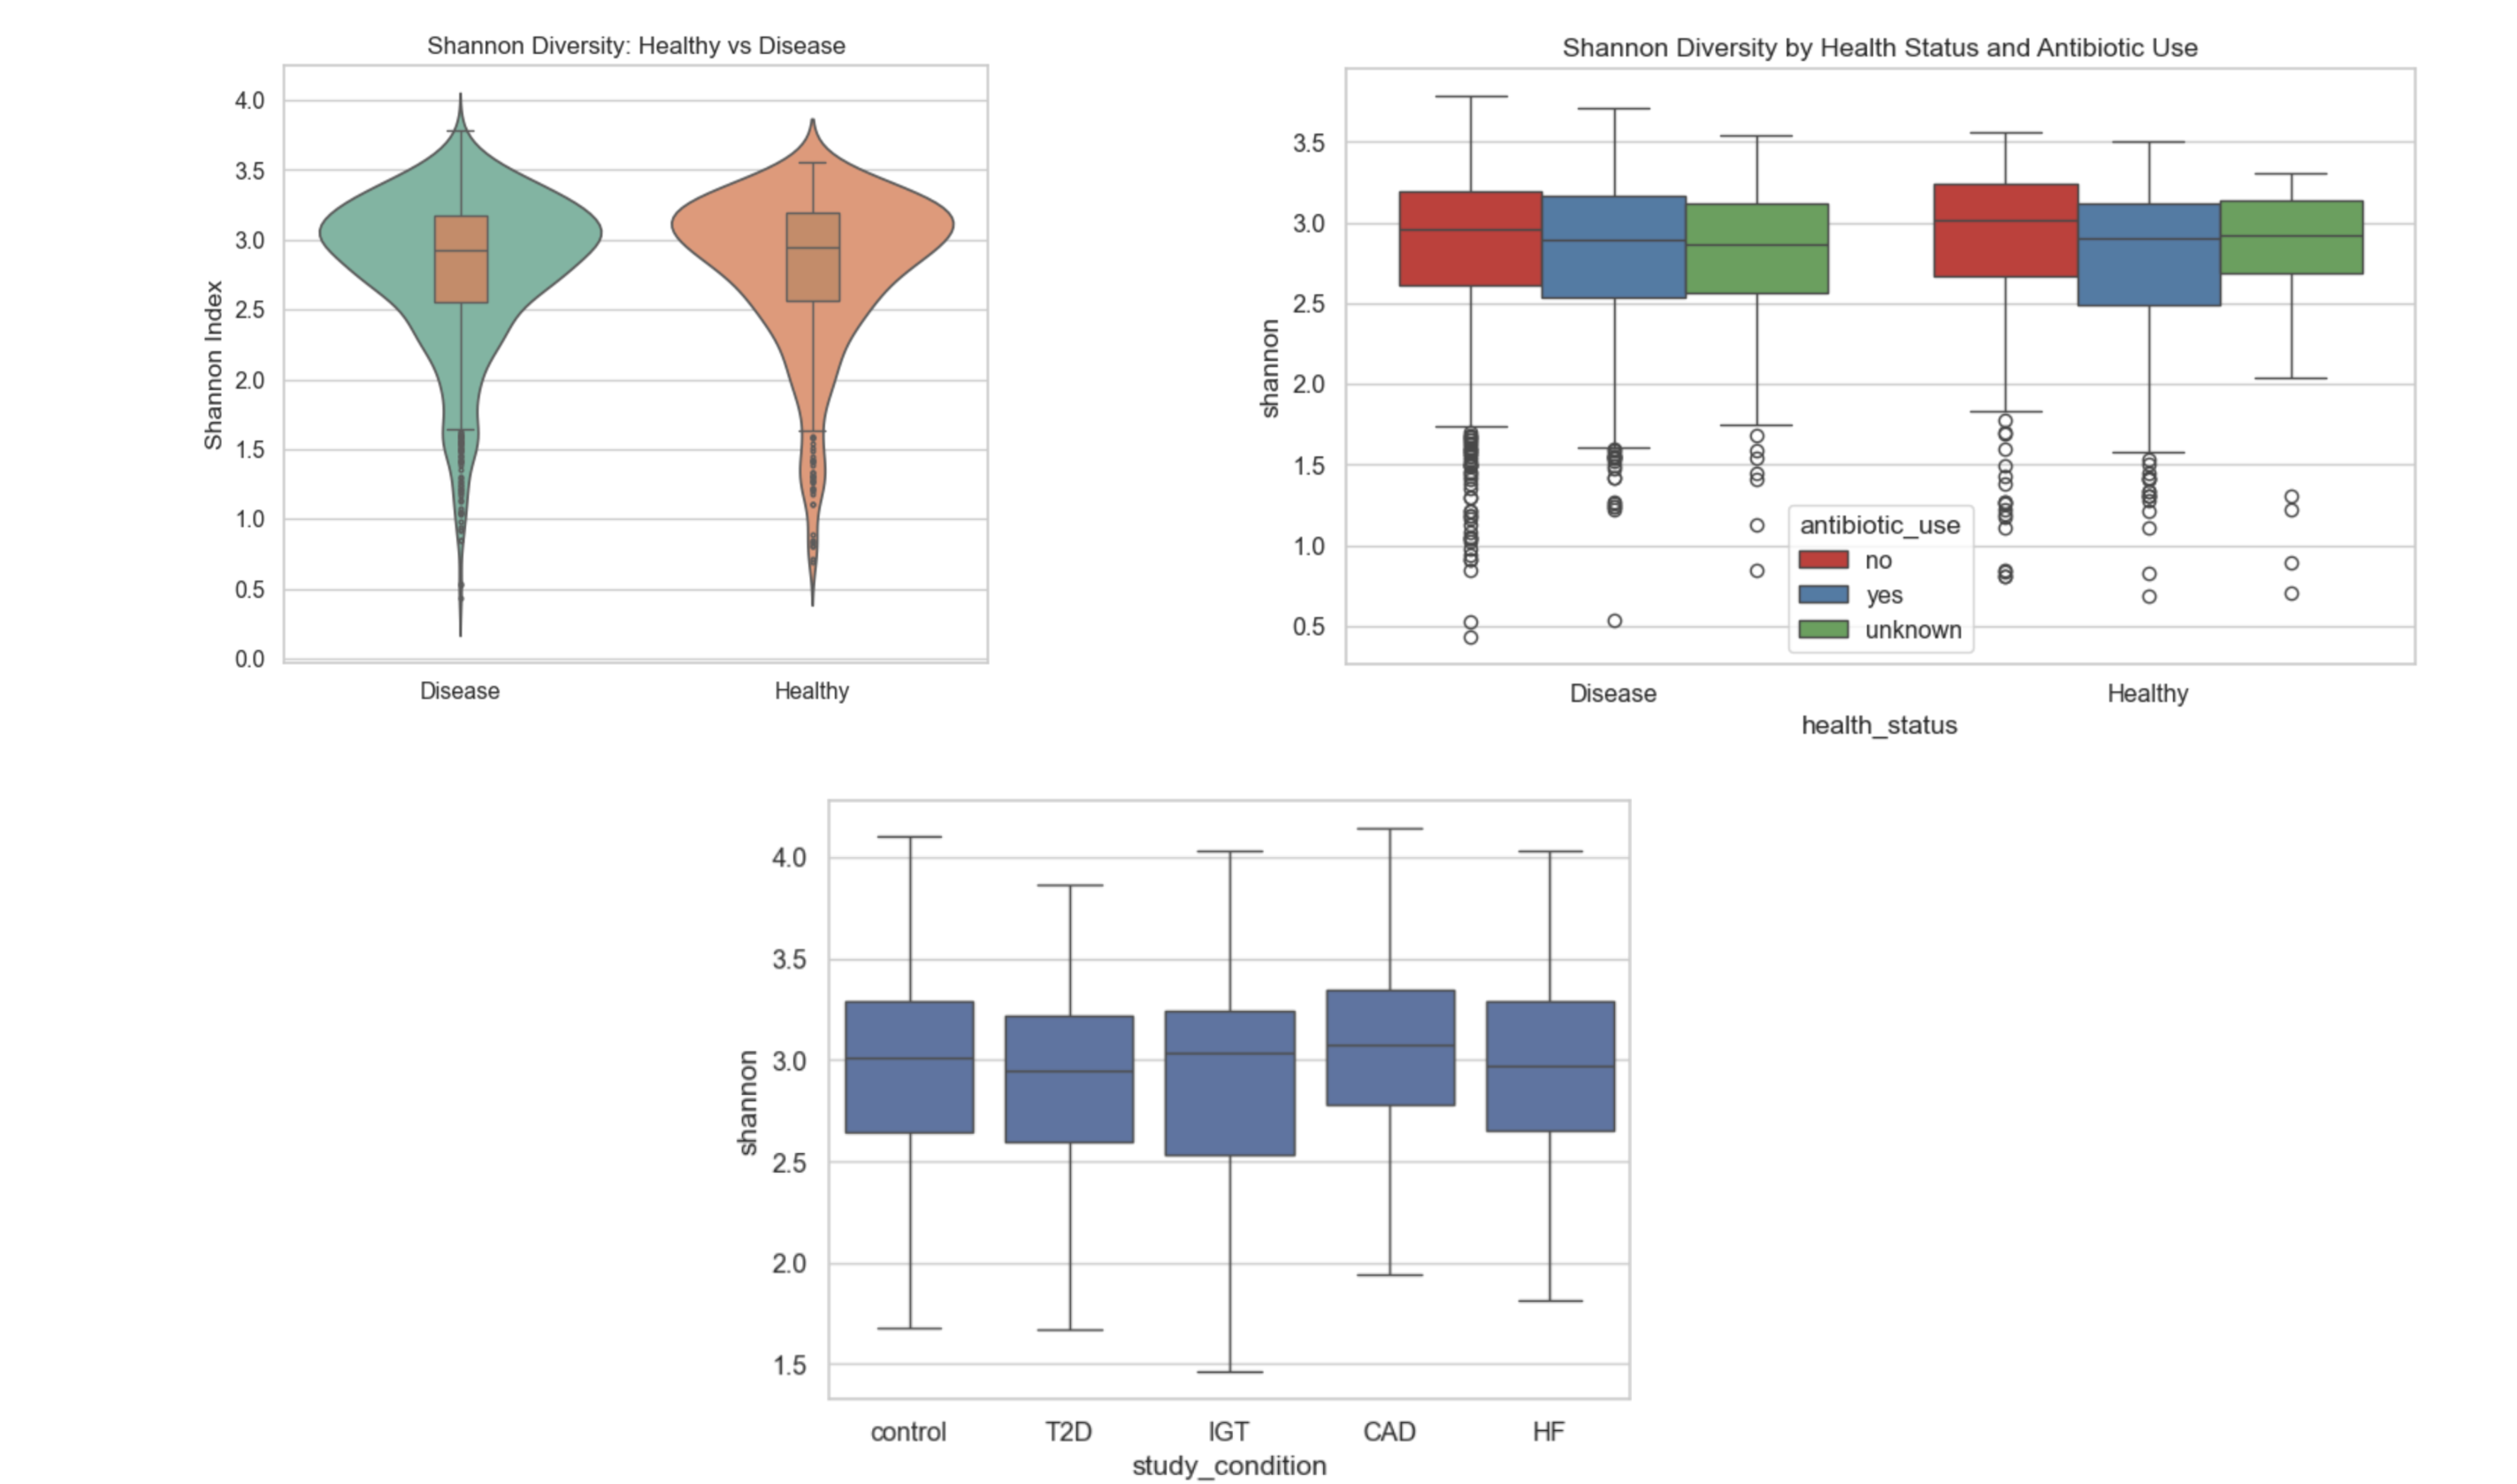 Shannon Diversity: Healthy vs Disease
Shannon Index
4.0
3.5
3.0
2.5
2.0
1.5
1.0
0.5
0.0
Disease Healthy
Shannon Diversity by Health Status and Antibiotic Use
shannon
3.5
3.0
2.5
2.0
1.5
1.0
0.5
antibiotic_use
no
yes
unknown
Disease Healthy
health_status
shannon
4.0
3.5
3.0
2.5
2.0
1.5
control T2D IGT CAD HF
study_condition